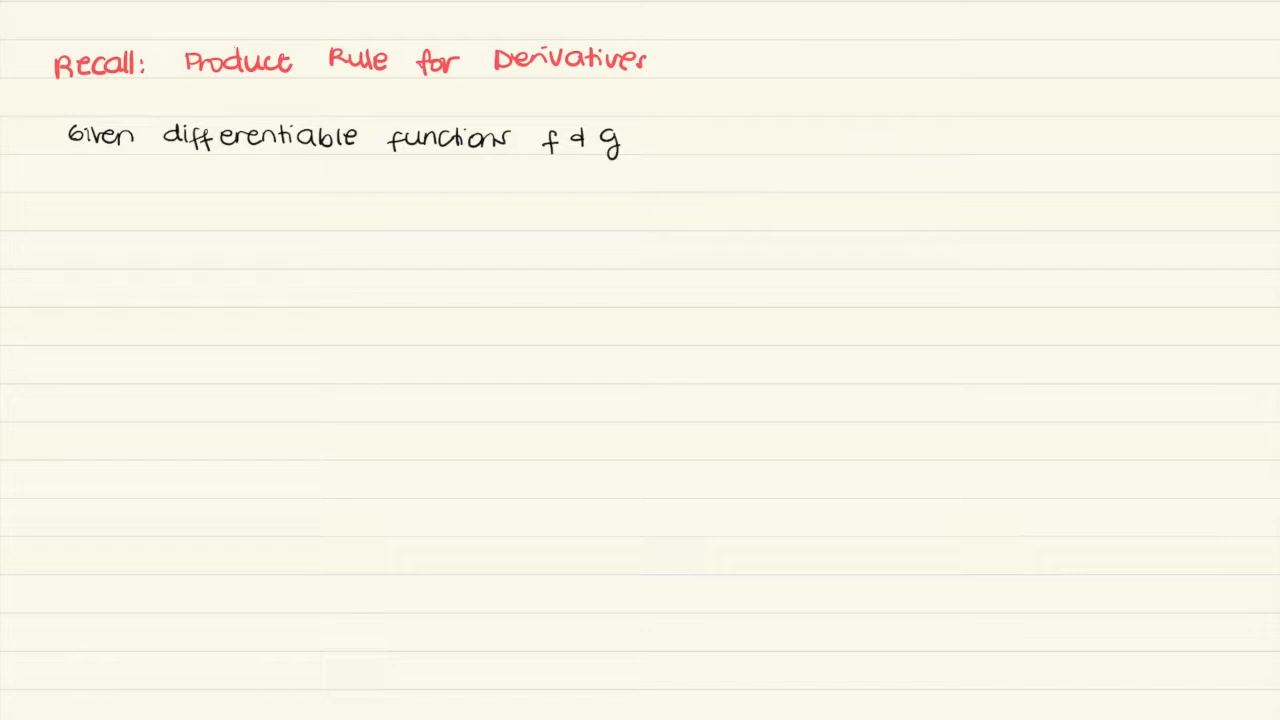 Recall: Product Rule for Derivatives
Given differentiable functions f & g